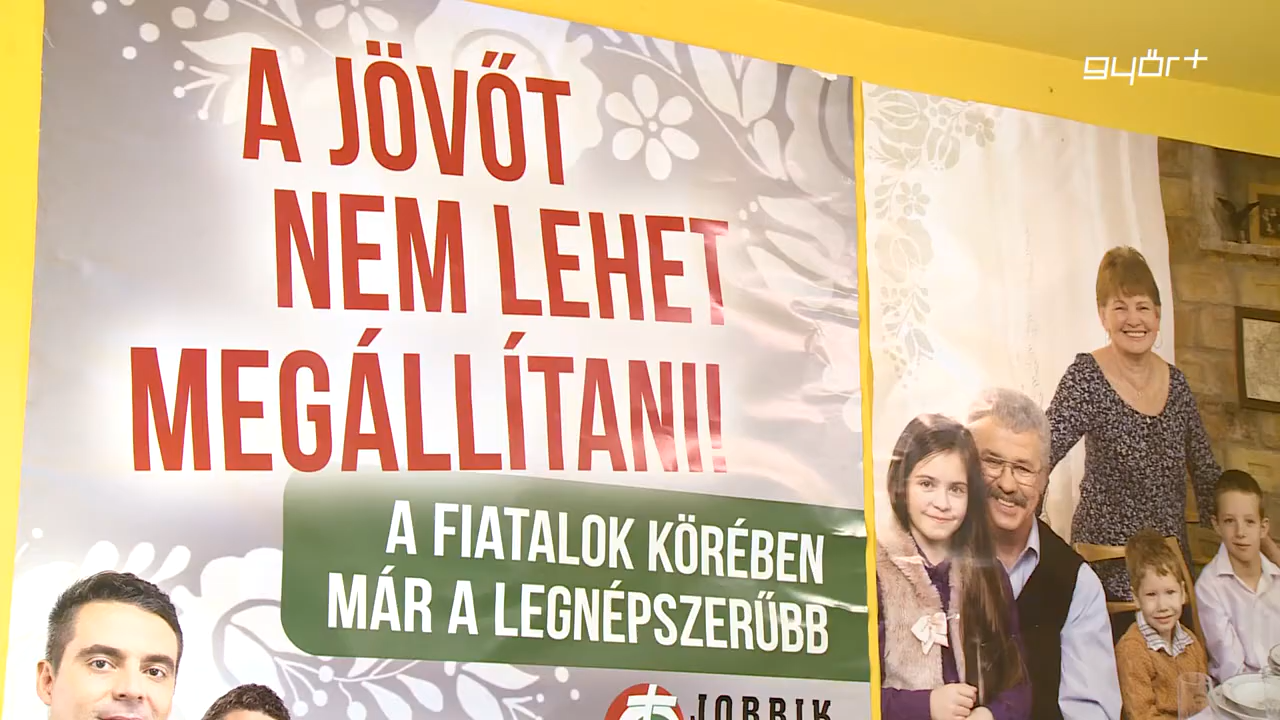 győr+
A JÖVŐT
NEM LEHET
MEGÁLLÍTANI!
A FIATALOK KÖRÉBEN
MÁR A LEGNÉPSZERŰBB
JOBBIK